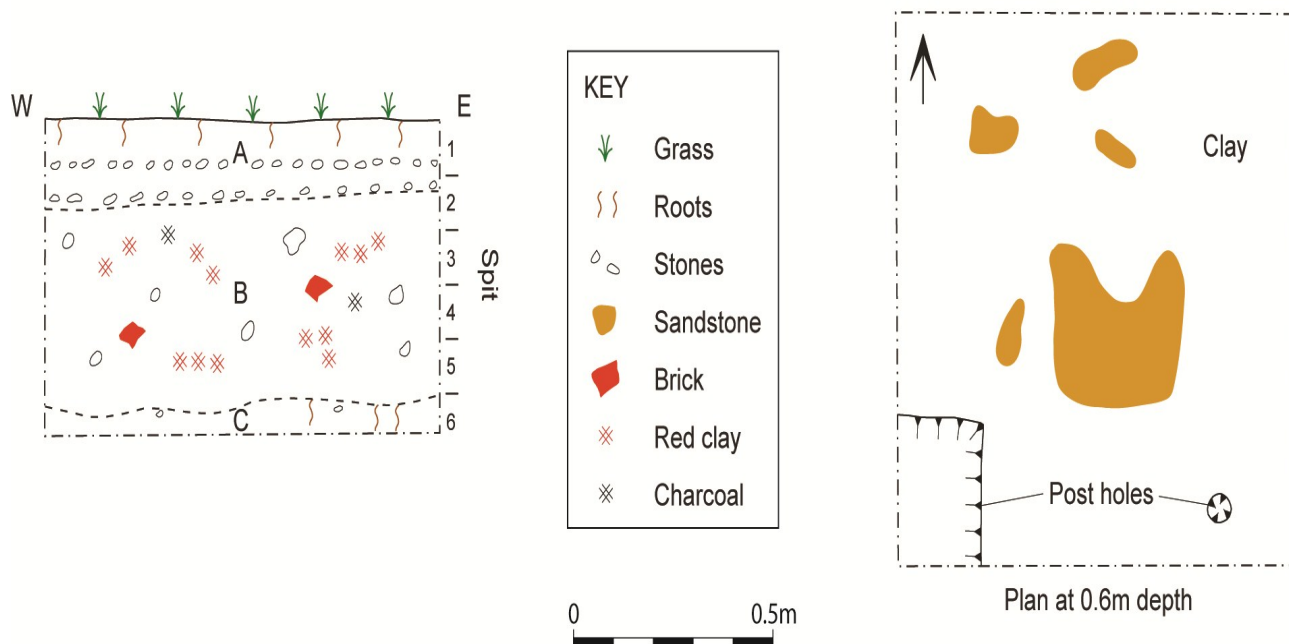 W
E
A
B
C
1
2
3
4
5
6
Spit
KEY
Grass
Roots
Stones
Sandstone
Brick
Red clay
Charcoal
0
0.5m
Clay
Post holes
Plan at 0.6m depth